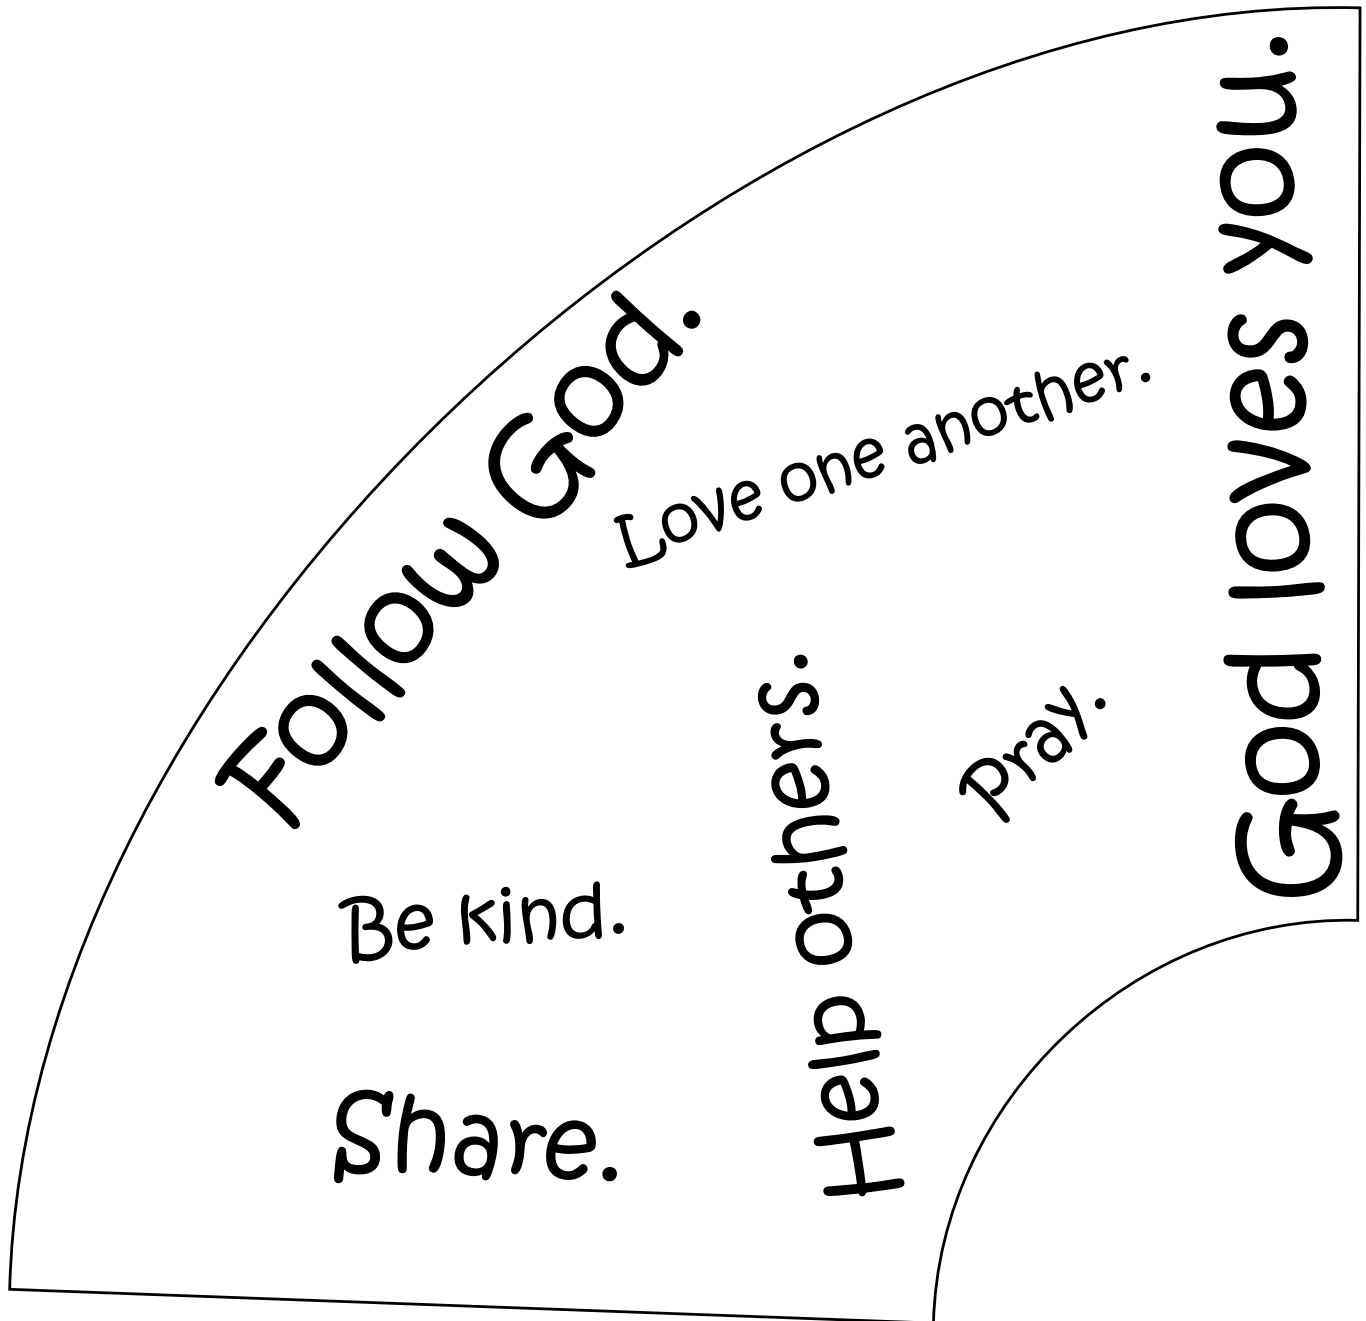 God loves you.
Follow God.
Love one another.
Help others.
Pray.
Be kind.
Share.